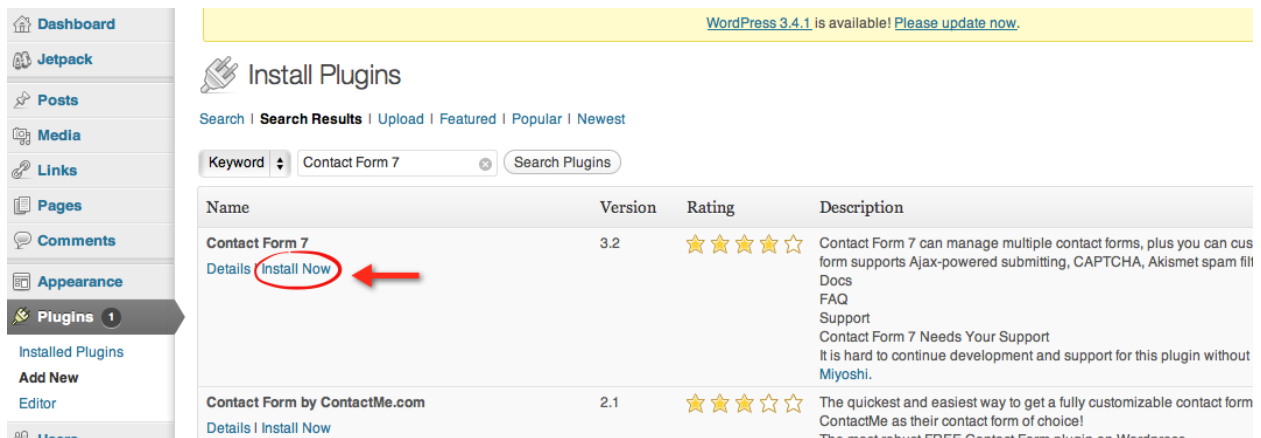 Dashboard
Jetpack
Posts
Media
Links
Pages
Comments
Appearance
Plugins 1
Installed Plugins
Add New
Editor
WordPress 3.4.1 is available! Please update now.
Install Plugins
Search | Search Results | Upload | Featured | Popular | Newest
Keyword Contact Form 7 Search Plugins
Name Version Rating Description
Contact Form 7 3.2 Contact Form 7 can manage multiple contact forms, plus you can cus
Details | Install Now form supports Ajax-powered submitting, CAPTCHA, Akismet spam filt
Docs
FAQ
Support
Contact Form 7 Needs Your Support
It is hard to continue development and support for this plugin without
Miyoshi.
Contact Form by ContactMe.com 2.1 The quickest and easiest way to get a fully customizable contact form
Details | Install Now ContactMe as their contact form of choice!